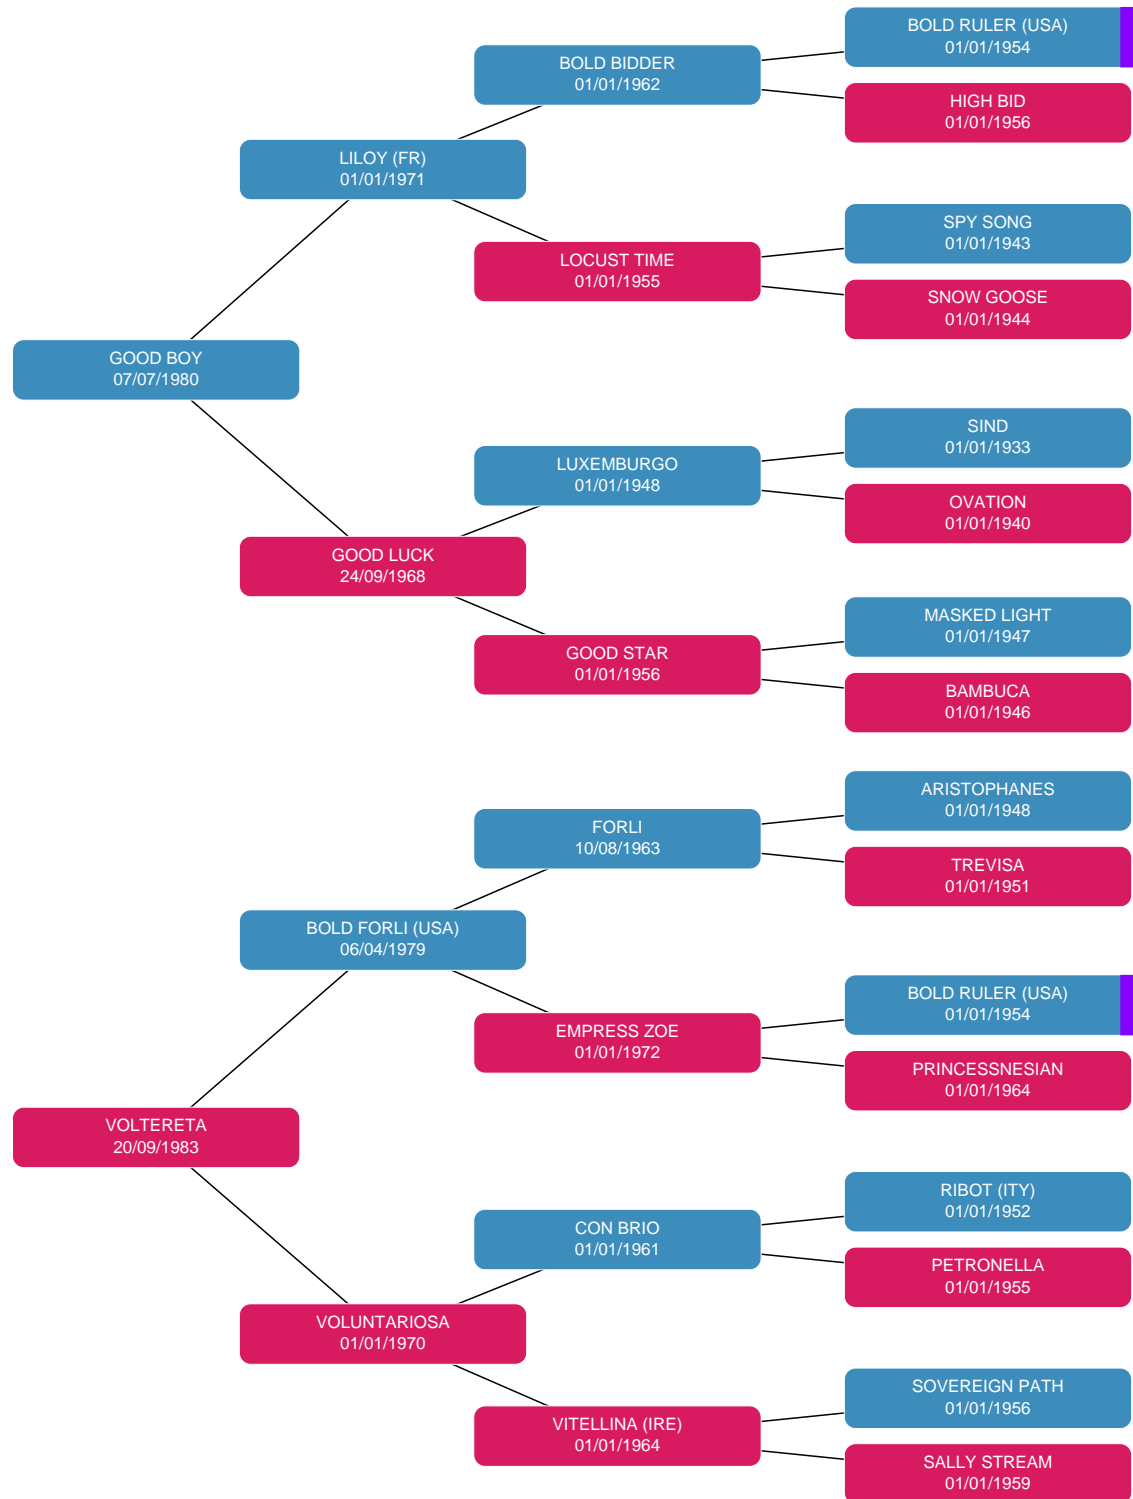 BOLD RULER (USA)
01/01/1954
BOLD BIDDER
01/01/1962
HIGH BID
01/01/1956
LILOY (FR)
01/01/1971
SPY SONG
01/01/1943
LOCUST TIME
01/01/1955
SNOW GOOSE
01/01/1944
GOOD BOY
07/07/1980
SIND
01/01/1933
LUXEMBURGO
01/01/1948
OVATION
01/01/1940
GOOD LUCK
24/09/1968
MASKED LIGHT
01/01/1947
GOOD STAR
01/01/1956
BAMBUCA
01/01/1946
ARISTOPHANES
01/01/1948
FORLI
10/08/1963
TREVISA
01/01/1951
BOLD FORLI (USA)
06/04/1979
BOLD RULER (USA)
01/01/1954
EMPRESS ZOE
01/01/1972
PRINCESSNESIAN
01/01/1964
VOLTERETA
20/09/1983
RIBOT (ITY)
01/01/1952
CON BRIO
01/01/1961
PETRONELLA
01/01/1955
VOLUNTARIOSA
01/01/1970
SOVEREIGN PATH
01/01/1956
VITELLINA (IRE)
01/01/1964
SALLY STREAM
01/01/1959